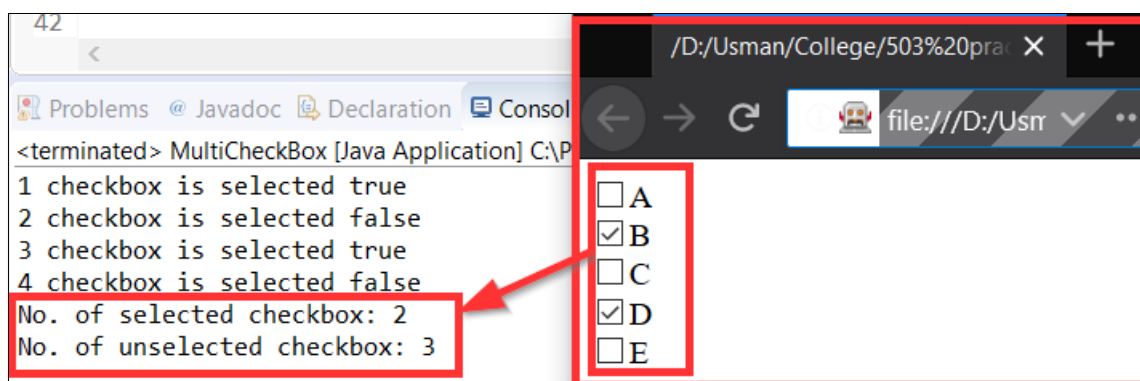 42
<
Problems @ Javadoc Declaration Consol
<terminated> MultiCheckBox [Java Application] C:\P
1 checkbox is selected true
2 checkbox is selected false
3 checkbox is selected true
4 checkbox is selected false
No. of selected checkbox: 2
No. of unselected checkbox: 3
/D:/Usman/College/503%20prac
file:///D:/Usm
A
B
C
D
E